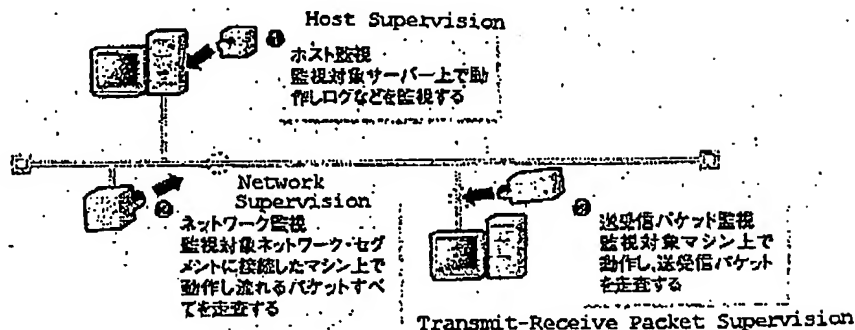 Host Supervision
❶
ホスト監視
監視対象サーバー上で動
作しログなどを監視する
Network
Supervision
❷
ネットワーク監視
監視対象ネットワーク・セグ
メントに接続したマシン上で
動作し流れるパケットすべ
てを走査する
❸
送受信パケッド監視
監視対象マシン上で
動作し、送受信パケット
を走査する
Transmit-Receive Packet Supervision